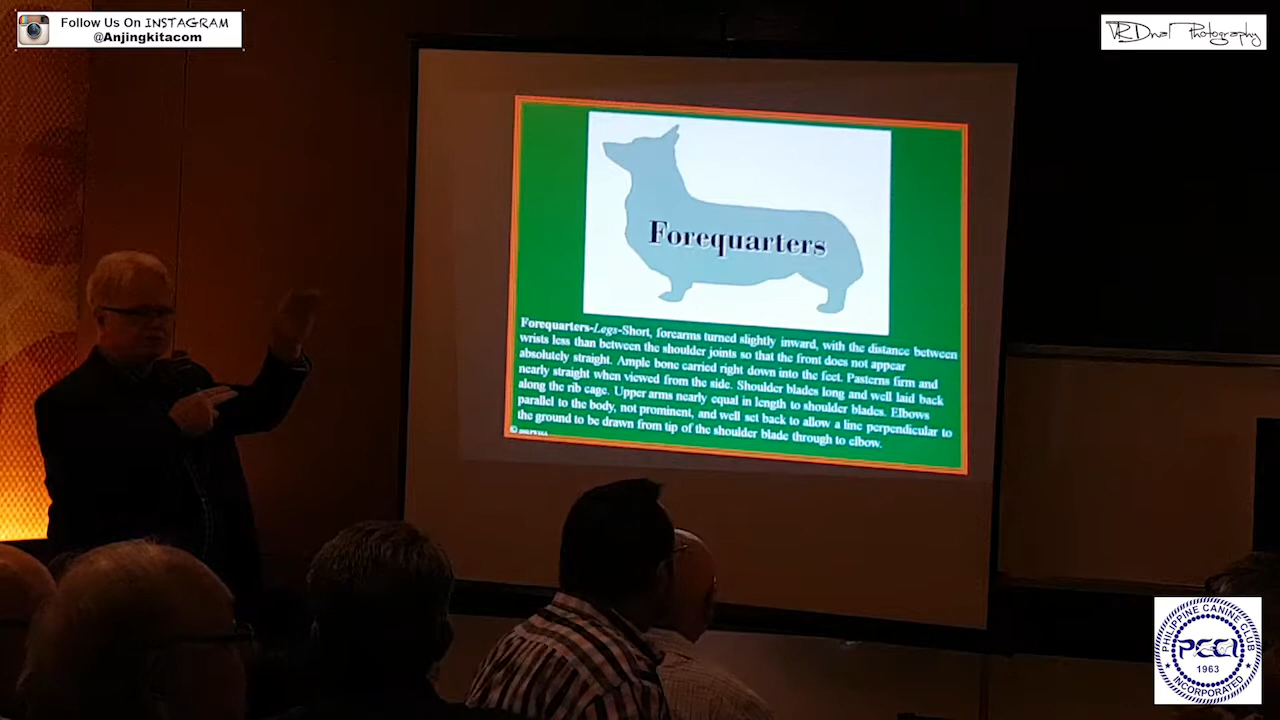 Follow Us On INSTAGRAM
@Anjingkitacom
VRDnal Photography
Forequarters
Forequarters-Legs-Short, forearms turned slightly inward, with the distance between
wrists less than between the shoulder joints so that the front does not appear
absolutely straight. Ample bone carried right down into the feet. Pasterns firm and
nearly straight when viewed from the side. Shoulder blades long and well laid back
along the rib cage. Upper arms nearly equal in length to shoulder blades. Elbows
parallel to the body, not prominent, and well set back to allow a line perpendicular to
the ground to be drawn from tip of the shoulder blade through to elbow.
PHILIPPINE CANINE CLUB
PCCI
1963
INCORPORATED